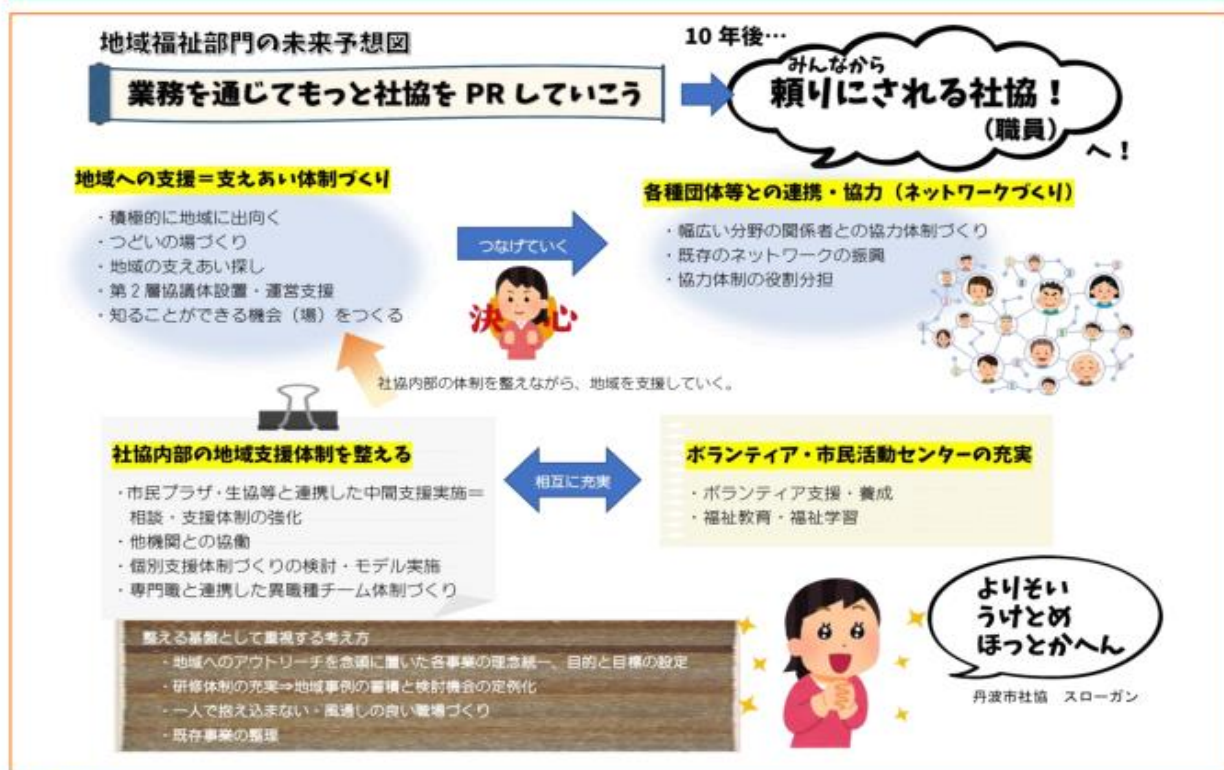 地域福祉部門の未来予想図
業務を通じてもっと社協を PR していこう
10 年後…
みんなから
頼りにされる社協！
（職員）
へ！
地域への支援＝支えあい体制づくり
・積極的に地域に出向く
・つどいの場づくり
・地域の支えあい探し
・第２層協議体設置・運営支援
・知ることができる機会（場）をつくる
つなげていく
決心
各種団体等との連携・協力（ネットワークづくり）
・幅広い分野の関係者との協力体制づくり
・既存のネットワークの振興
・協力体制の役割分担
社協内部の体制を整えながら、地域を支援していく。
社協内部の地域支援体制を整える
・市民プラザ・生協等と連携した中間支援実施＝
相談・支援体制の強化
・他機関との協働
・個別支援体制づくりの検討・モデル実施
・専門職と連携した異職種チーム体制づくり
相互に充実
ボランティア・市民活動センターの充実
・ボランティア支援・養成
・福祉教育・福祉学習
整える基盤として重視する考え方
・地域へのアウトリーチを念頭に置いた各事業の理念統一、目的と目標の設定
・研修体制の充実⇒地域事例の蓄積と検討機会の定例化
・一人で抱え込まない・風通しの良い職場づくり
・既存事業の整理
よりそい
うけとめ
ほっとかへん
丹波市社協　スローガン